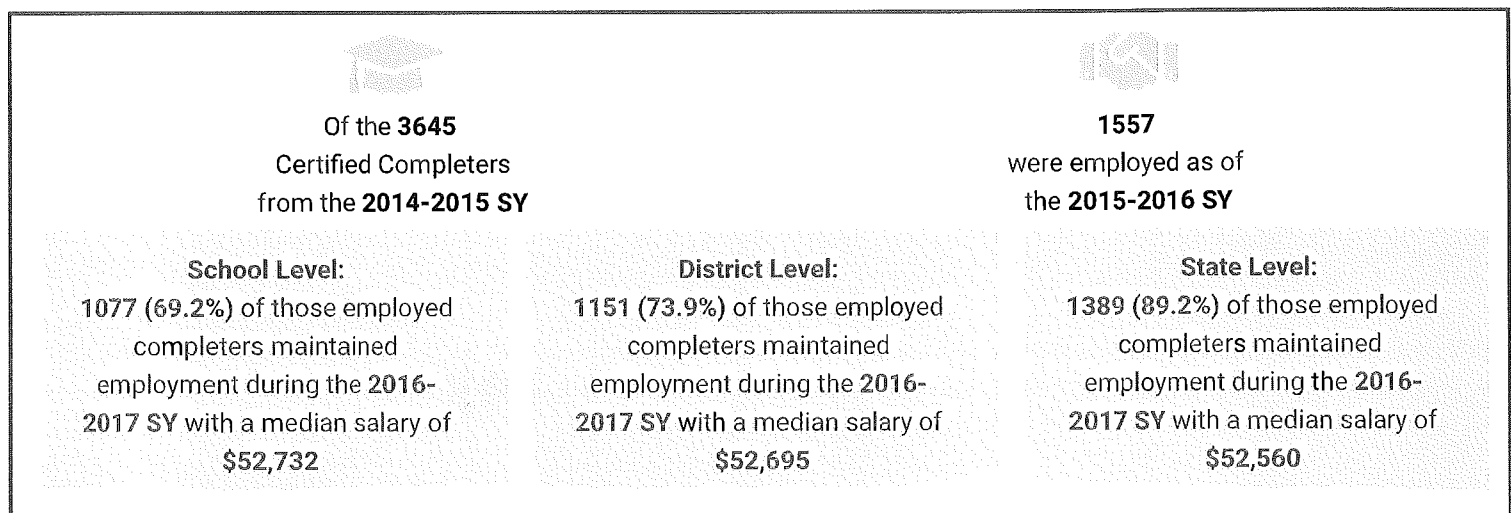 Of the 3645
Certified Completers
from the 2014-2015 SY
1557
were employed as of
the 2015-2016 SY
School Level:
1077 (69.2%) of those employed
completers maintained
employment during the 2016-
2017 SY with a median salary of
$52,732
District Level:
1151 (73.9%) of those employed
completers maintained
employment during the 2016-
2017 SY with a median salary of
$52,695
State Level:
1389 (89.2%) of those employed
completers maintained
employment during the 2016-
2017 SY with a median salary of
$52,560